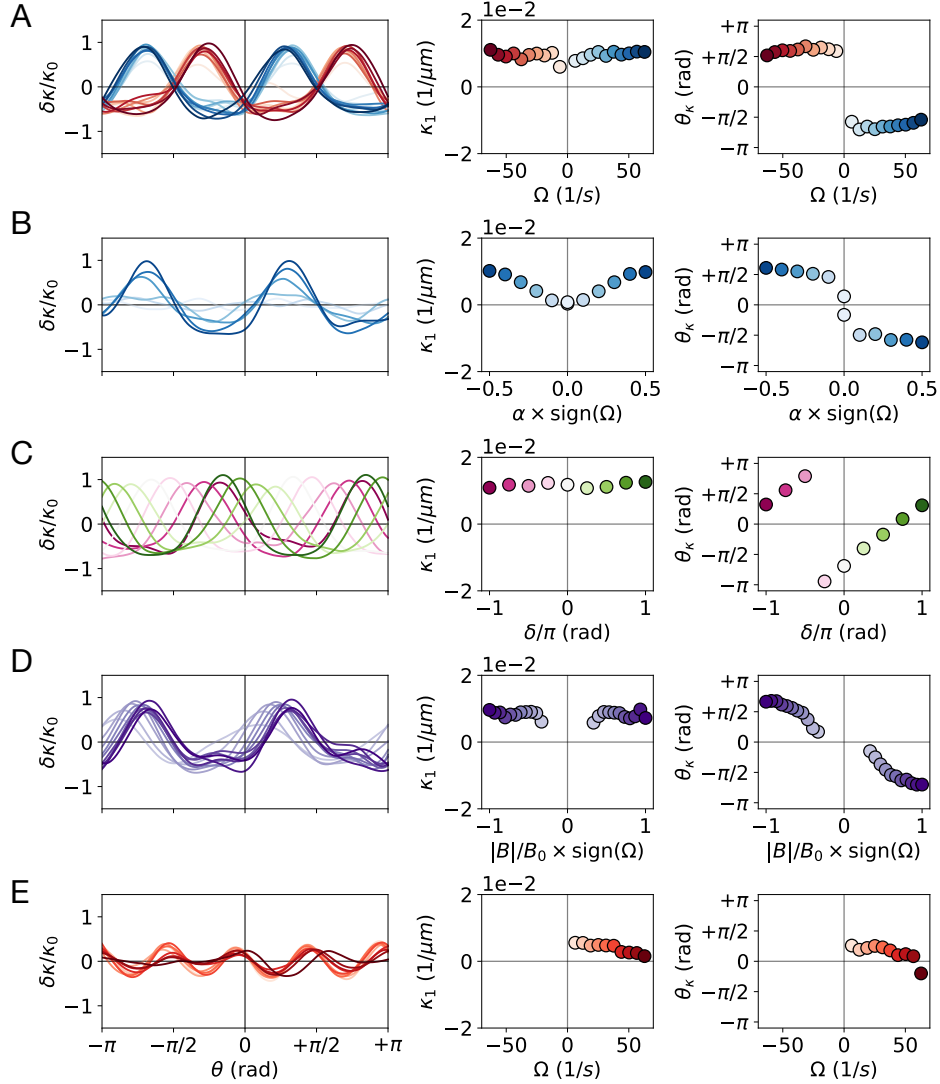 A
δκ/κ₀
1
0
−1
1e−2
κ₁ (1/μm)
2
0
−2
−50
0
50
Ω (1/s)
θκ (rad)
+π
+π/2
−π/2
−π
−50
0
50
Ω (1/s)
B
δκ/κ₀
1
0
−1
1e−2
κ₁ (1/μm)
2
0
−2
−0.5
0.0
0.5
α × sign(Ω)
θκ (rad)
+π
+π/2
−π/2
−π
−0.5
0.0
0.5
α × sign(Ω)
C
δκ/κ₀
1
0
−1
1e−2
κ₁ (1/μm)
2
0
−2
−1
0
1
δ/π (rad)
θκ (rad)
+π
+π/2
0
−π/2
−π
−1
0
1
δ/π (rad)
D
δκ/κ₀
1
0
−1
1e−2
κ₁ (1/μm)
2
0
−2
−1
0
1
|B|/B₀ × sign(Ω)
θκ (rad)
+π
+π/2
0
−π/2
−π
−1
0
1
|B|/B₀ × sign(Ω)
E
δκ/κ₀
1
0
−1
−π
−π/2
0
+π/2
+π
θ (rad)
1e−2
κ₁ (1/μm)
2
0
−2
−50
0
50
Ω (1/s)
θκ (rad)
+π
+π/2
0
−π/2
−π
−50
0
50
Ω (1/s)